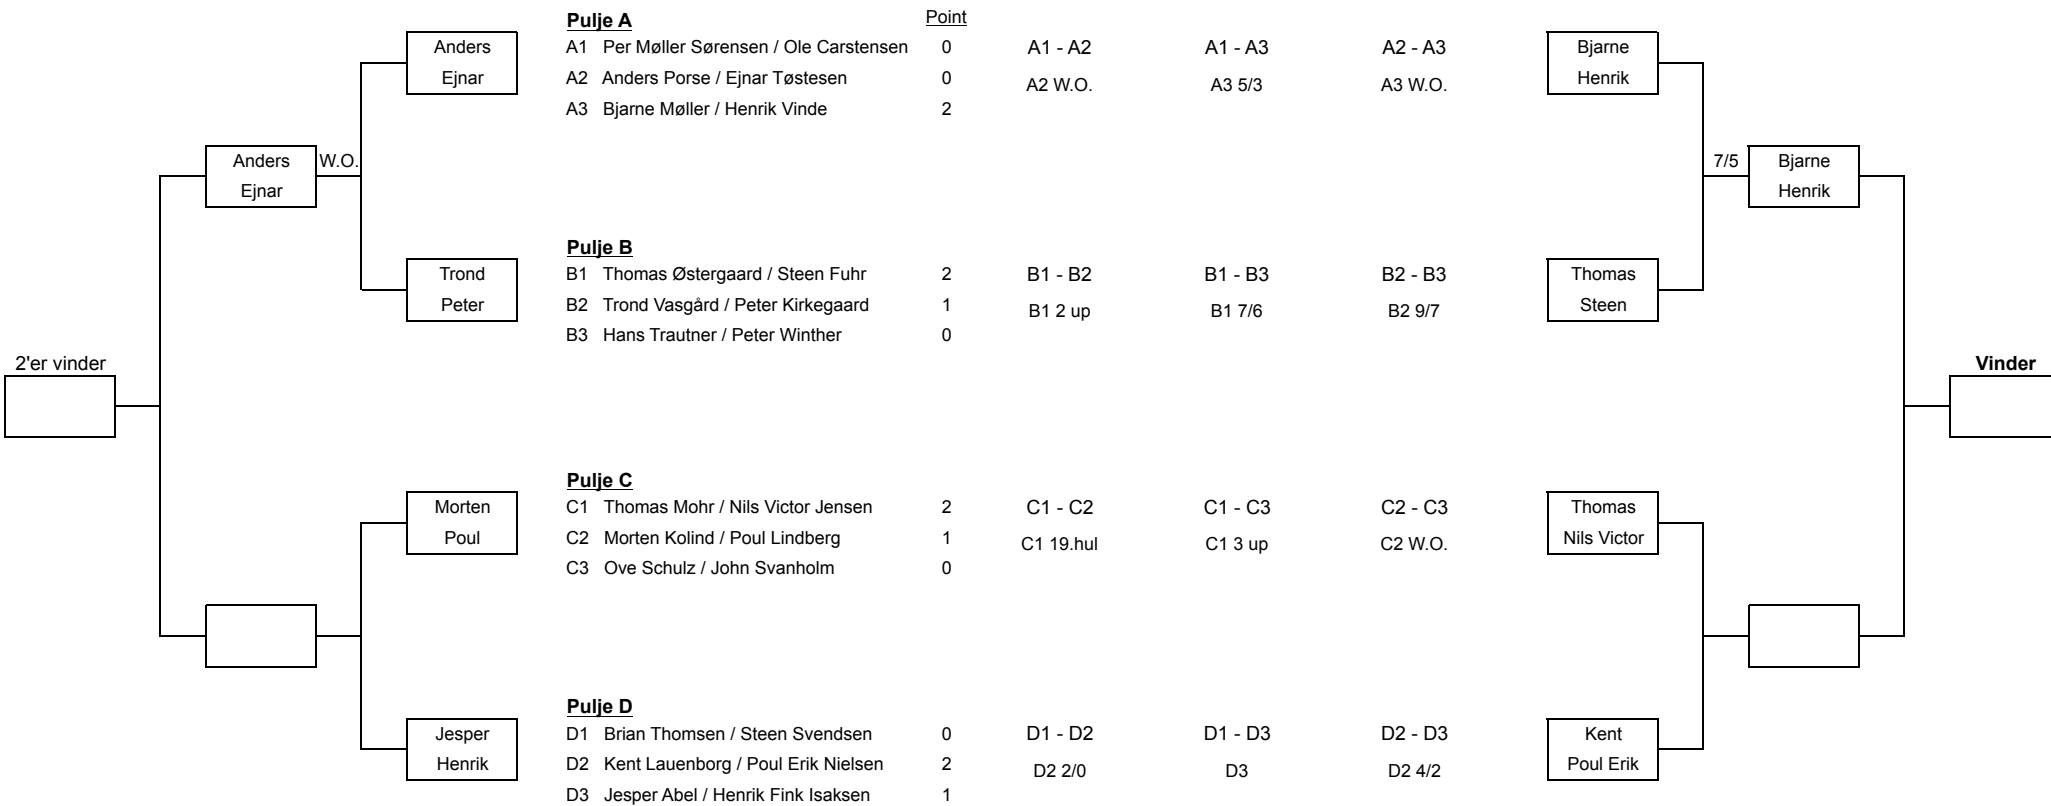 Pulje A Point
Anders A1 Per Møller Sørensen / Ole Carstensen 0 A1 - A2 A1 - A3 A2 - A3 Bjarne
Ejnar A2 Anders Porse / Ejnar Tøstesen 0 A2 W.O. A3 5/3 A3 W.O. Henrik
A3 Bjarne Møller / Henrik Vinde 2
Anders W.O. 7/5 Bjarne
Ejnar Henrik
Pulje B
Trond B1 Thomas Østergaard / Steen Fuhr 2 B1 - B2 B1 - B3 B2 - B3 Thomas
Peter B2 Trond Vasgård / Peter Kirkegaard 1 B1 2 up B1 7/6 B2 9/7 Steen
B3 Hans Trautner / Peter Winther 0
2'er vinder Vinder
Pulje C
Morten C1 Thomas Mohr / Nils Victor Jensen 2 C1 - C2 C1 - C3 C2 - C3 Thomas
Poul C2 Morten Kolind / Poul Lindberg 1 C1 19.hul C1 3 up C2 W.O. Nils Victor
C3 Ove Schulz / John Svanholm 0
Pulje D
Jesper D1 Brian Thomsen / Steen Svendsen 0 D1 - D2 D1 - D3 D2 - D3 Kent
Henrik D2 Kent Lauenborg / Poul Erik Nielsen 2 D2 2/0 D3 D2 4/2 Poul Erik
D3 Jesper Abel / Henrik Fink Isaksen 1